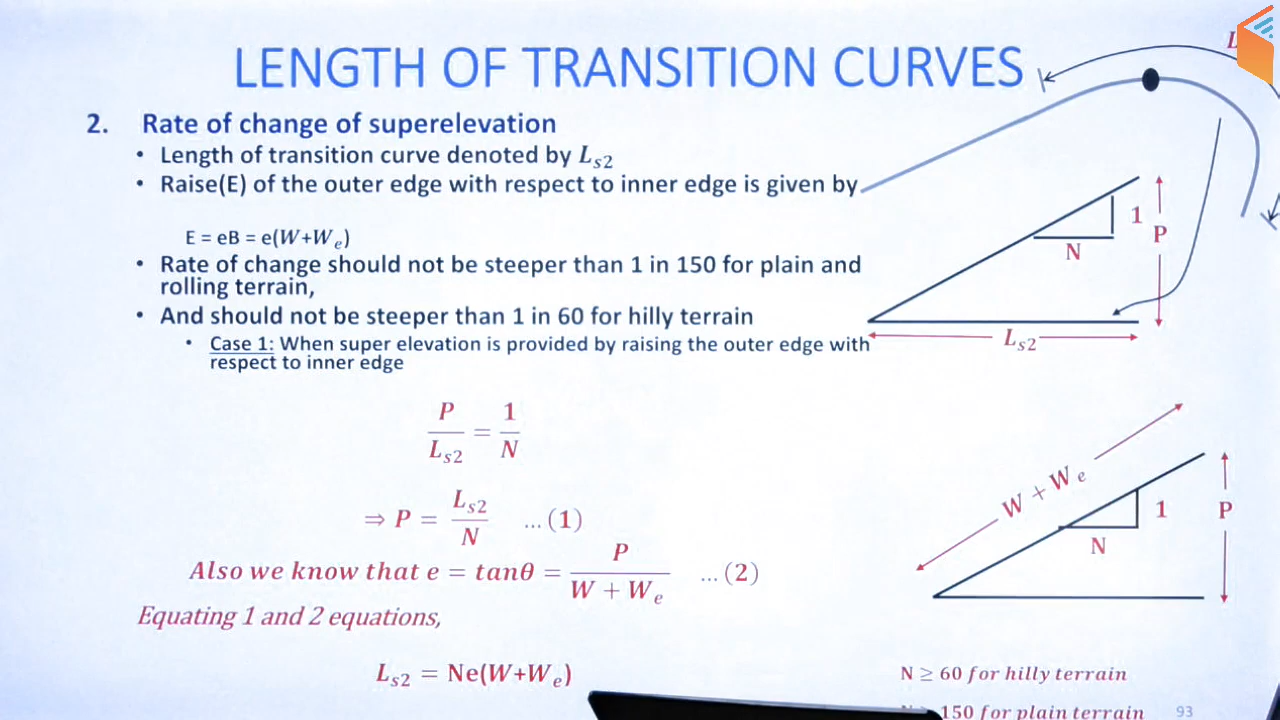 LENGTH OF TRANSITION CURVES
L
2. Rate of change of superelevation
• Length of transition curve denoted by Ls2
• Raise(E) of the outer edge with respect to inner edge is given by
E = eB = e(W+We)
• Rate of change should not be steeper than 1 in 150 for plain and
rolling terrain,
• And should not be steeper than 1 in 60 for hilly terrain
• Case 1: When super elevation is provided by raising the outer edge with
respect to inner edge
P/Ls2 = 1/N
⇒ P = Ls2/N ...(1)
Also we know that e = tanθ = P/(W + We) ...(2)
Equating 1 and 2 equations,
Ls2 = Ne(W+We)
1
P
N
Ls2
W + We
1
P
N
N ≥ 60 for hilly terrain
150 for plain terrain
93